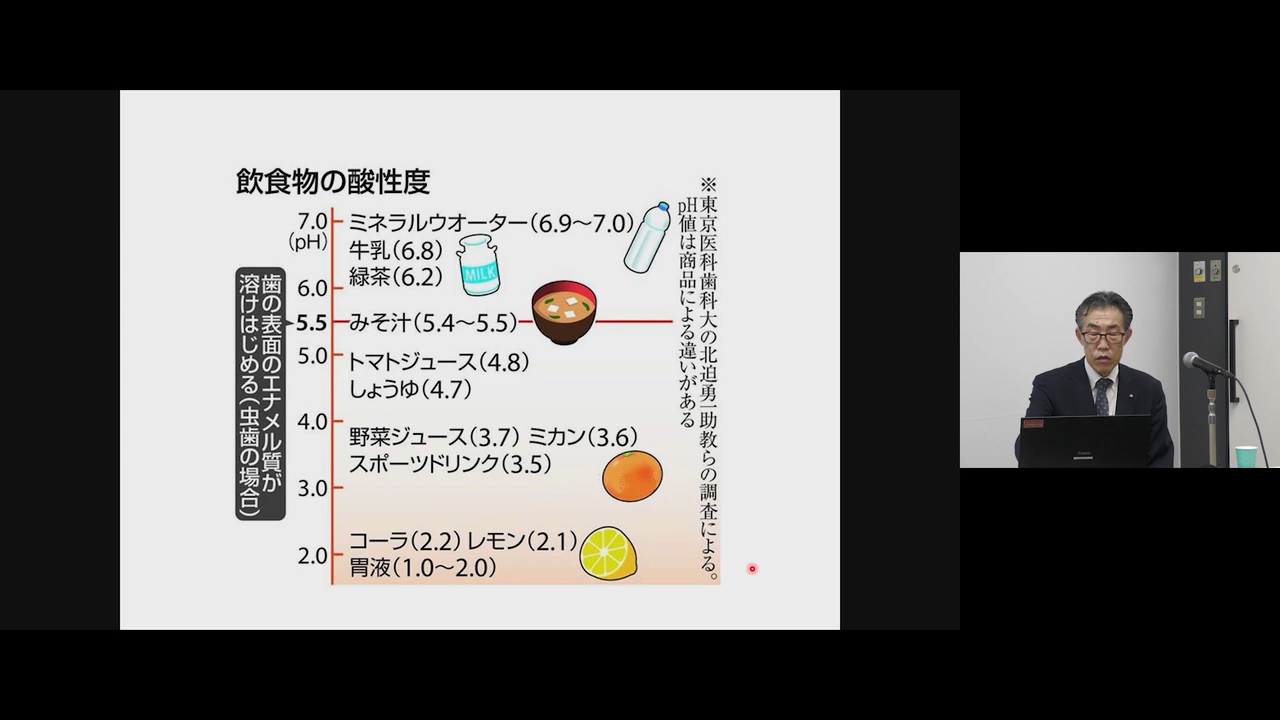 飲食物の酸性度
7.0
(pH)
ミネラルウオーター(6.9〜7.0)
牛乳(6.8)
緑茶(6.2)
MILK
6.0
5.5
みそ汁(5.4〜5.5)
5.0
トマトジュース(4.8)
しょうゆ(4.7)
4.0
野菜ジュース(3.7) ミカン(3.6)
スポーツドリンク(3.5)
3.0
コーラ(2.2) レモン(2.1)
2.0
胃液(1.0〜2.0)
歯の表面のエナメル質が
溶けはじめる(虫歯の場合)
※東京医科歯科大の北迫勇一助教らの調査による。
pH値は商品による違いがある